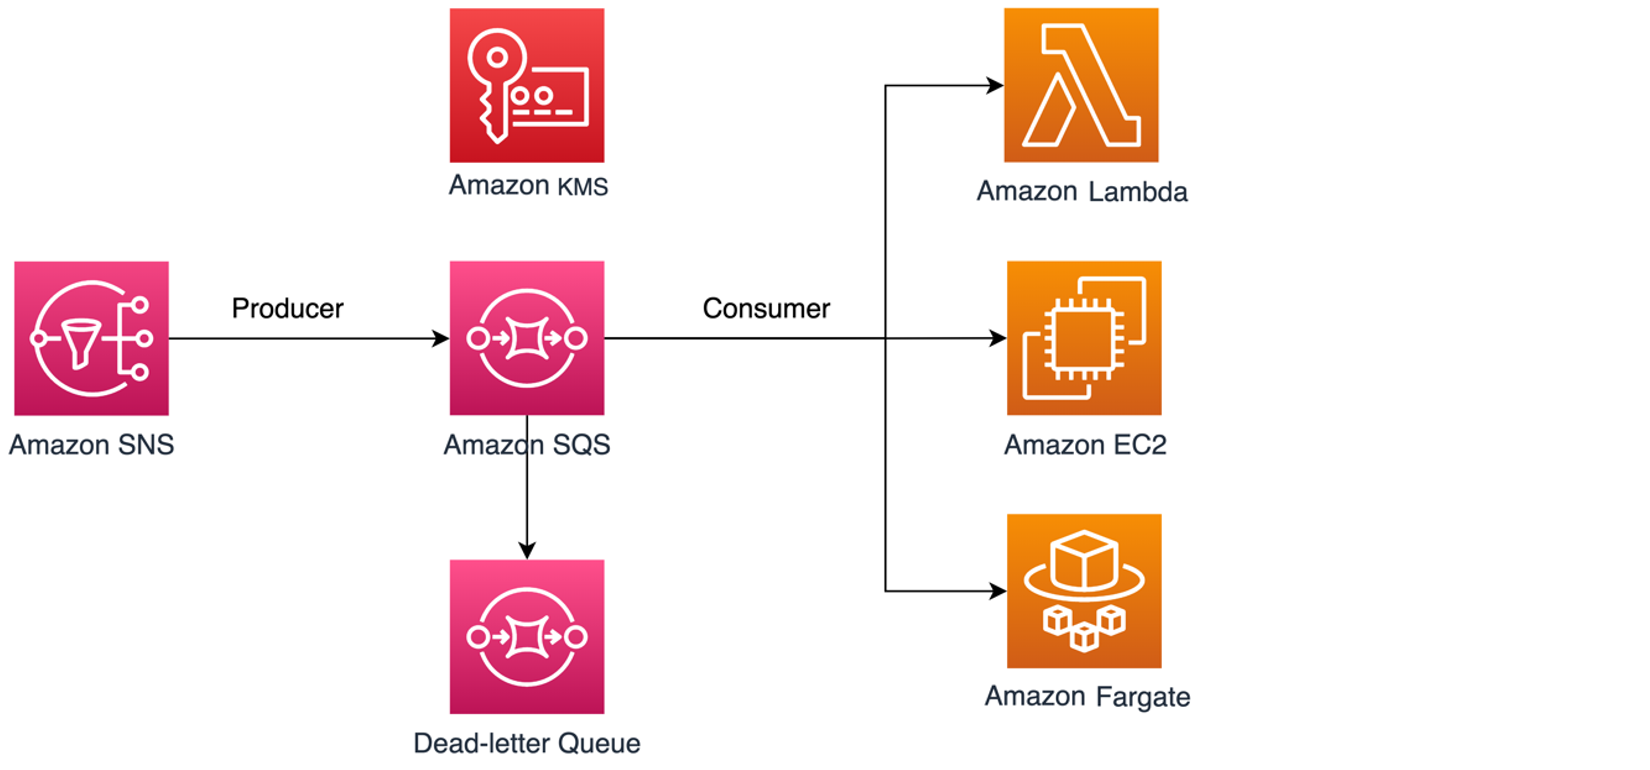 Amazon KMS
Amazon Lambda
Producer
Consumer
Amazon SNS
Amazon SQS
Amazon EC2
Amazon Fargate
Dead-letter Queue